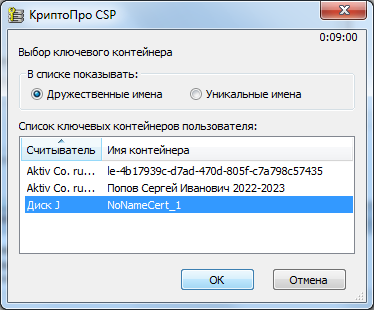 КриптоПро CSP
0:09:00
Выбор ключевого контейнера
В списке показывать:
Дружественные имена Уникальные имена
Список ключевых контейнеров пользователя:
Считыватель Имя контейнера
Aktiv Co. ru... le-4b17939c-d7ad-470d-805f-c7a798c57435
Aktiv Co. ru... Попов Сергей Иванович 2022-2023
Диск J NoNameCert_1
ОК Отмена